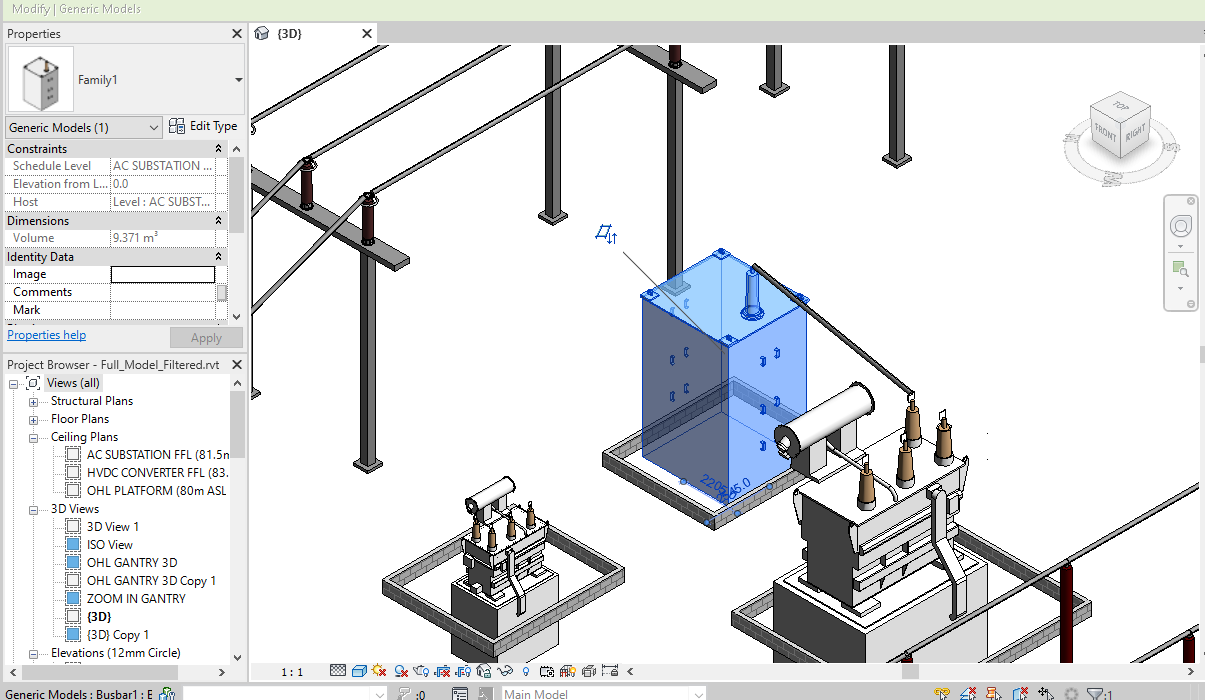 Modify | Generic Models
Properties
{3D}
Family1
Generic Models (1)
Edit Type
Constraints
Schedule Level AC SUBSTATION ...
Elevation from L... 0.0
Host Level : AC SUBST...
Dimensions
Volume 9.371 m³
Identity Data
Image
Comments
Mark
Properties help
Apply
Project Browser - Full_Model_Filtered.rvt
Views (all)
Structural Plans
Floor Plans
Ceiling Plans
AC SUBSTATION FFL (81.5m
HVDC CONVERTER FFL (83.
OHL PLATFORM (80m ASL
3D Views
3D View 1
ISO View
OHL GANTRY 3D
OHL GANTRY 3D Copy 1
ZOOM IN GANTRY
{3D}
{3D} Copy 1
Elevations (12mm Circle)
TOP
FRONT
RIGHT
1 : 1
Generic Models : Busbar1 : E
:0
Main Model
:1